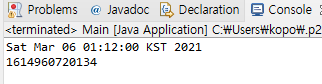 Problems @ Javadoc Declaration Console
<terminated> Main [Java Application] C:₩Users₩kopo₩.p2
Sat Mar 06 01:12:00 KST 2021
1614960720134